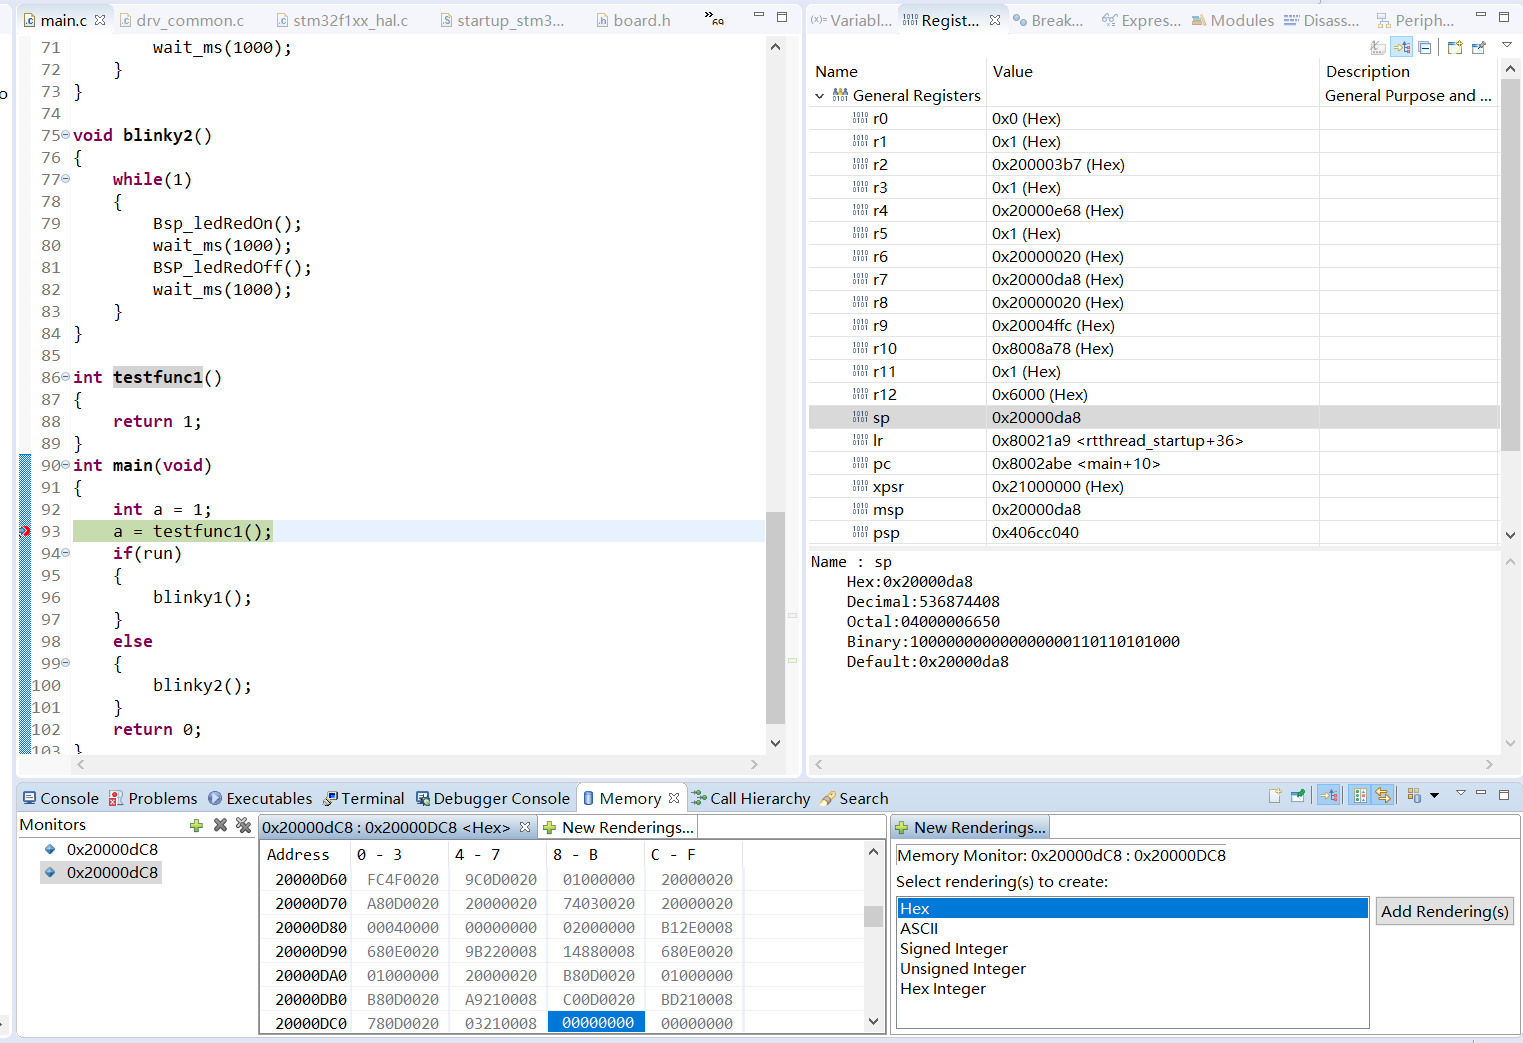 main.c drv_common.c stm32f1xx_hal.c startup_stm3... board.h »69
71 wait_ms(1000);
72 }
73 }
74
75 void blinky2()
76 {
77 while(1)
78 {
79 Bsp_ledRedOn();
80 wait_ms(1000);
81 BSP_ledRedOff();
82 wait_ms(1000);
83 }
84 }
85
86 int testfunc1()
87 {
88 return 1;
89 }
90 int main(void)
91 {
92 int a = 1;
93 a = testfunc1();
94 if(run)
95 {
96 blinky1();
97 }
98 else
99 {
100 blinky2();
101 }
102 return 0;
103 }
(x)= Variabl... Regist... Break... Expres... Modules Disass... Periph...
Name Value Description
General Registers General Purpose and ...
r0 0x0 (Hex)
r1 0x1 (Hex)
r2 0x200003b7 (Hex)
r3 0x1 (Hex)
r4 0x20000e68 (Hex)
r5 0x1 (Hex)
r6 0x20000020 (Hex)
r7 0x20000da8 (Hex)
r8 0x20000020 (Hex)
r9 0x20004ffc (Hex)
r10 0x8008a78 (Hex)
r11 0x1 (Hex)
r12 0x6000 (Hex)
sp 0x20000da8
lr 0x80021a9 <rtthread_startup+36>
pc 0x8002abe <main+10>
xpsr 0x21000000 (Hex)
msp 0x20000da8
psp 0x406cc040
Name : sp
Hex:0x20000da8
Decimal:536874408
Octal:04000006650
Binary:100000000000000000110110101000
Default:0x20000da8
Console Problems Executables Terminal Debugger Console Memory Call Hierarchy Search
Monitors
0x20000dC8
0x20000dC8
0x20000dC8 : 0x20000DC8 <Hex> New Renderings...
Address 0 - 3 4 - 7 8 - B C - F
20000D60 FC4F0020 9C0D0020 01000000 20000020
20000D70 A80D0020 20000020 74030020 20000020
20000D80 00040000 00000000 02000000 B12E0008
20000D90 680E0020 9B220008 14880008 680E0020
20000DA0 01000000 20000020 B80D0020 01000000
20000DB0 B80D0020 A9210008 C00D0020 BD210008
20000DC0 780D0020 03210008 00000000 00000000
New Renderings...
Memory Monitor: 0x20000dC8 : 0x20000DC8
Select rendering(s) to create:
Hex
ASCII
Signed Integer
Unsigned Integer
Hex Integer
Add Rendering(s)